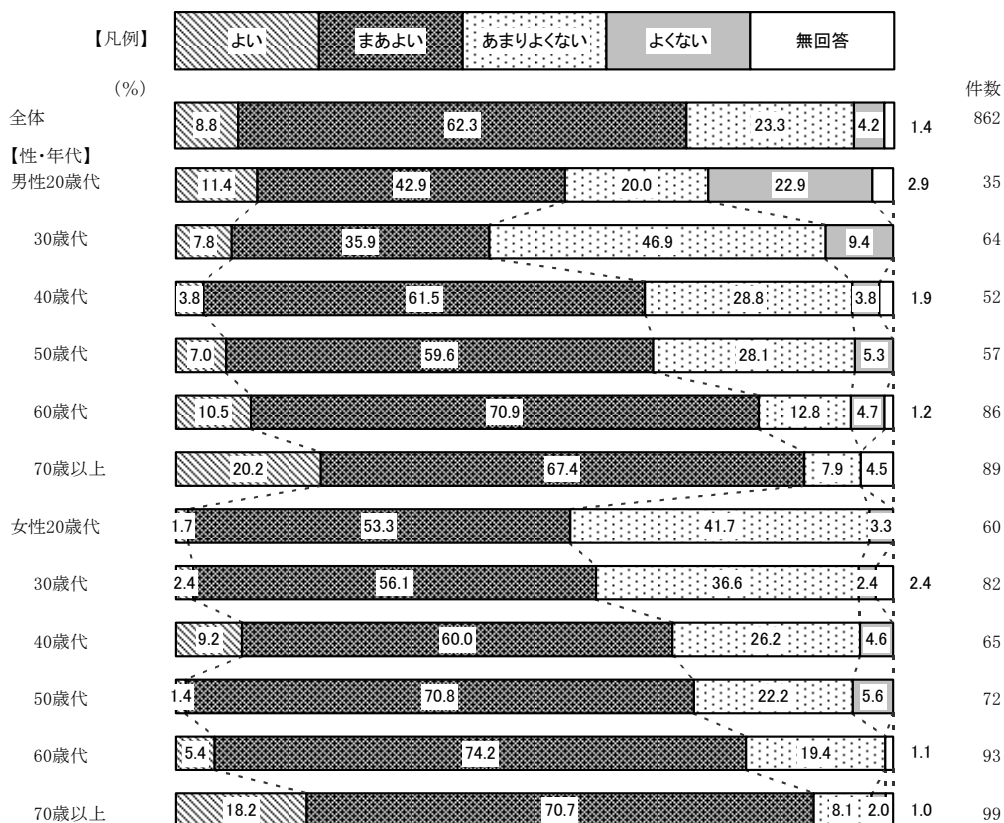 【凡例】 よい まあよい あまりよくない よくない 無回答
(%) 件数
全体 8.8 62.3 23.3 4.2 1.4 862
【性・年代】
男性20歳代 11.4 42.9 20.0 22.9 2.9 35
30歳代 7.8 35.9 46.9 9.4 64
40歳代 3.8 61.5 28.8 3.8 1.9 52
50歳代 7.0 59.6 28.1 5.3 57
60歳代 10.5 70.9 12.8 4.7 1.2 86
70歳以上 20.2 67.4 7.9 4.5 89
女性20歳代 1.7 53.3 41.7 3.3 60
30歳代 2.4 56.1 36.6 2.4 2.4 82
40歳代 9.2 60.0 26.2 4.6 65
50歳代 1.4 70.8 22.2 5.6 72
60歳代 5.4 74.2 19.4 1.1 93
70歳以上 18.2 70.7 8.1 2.0 1.0 99